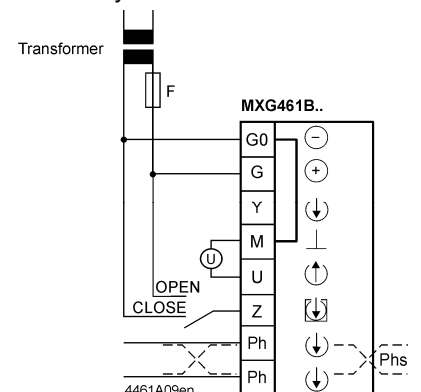 Transformer
F
MXG461B..
G0
−
G
+
Y
M
U
U
OPEN
CLOSE
Z
Ph
Phs
Ph
4461A09en